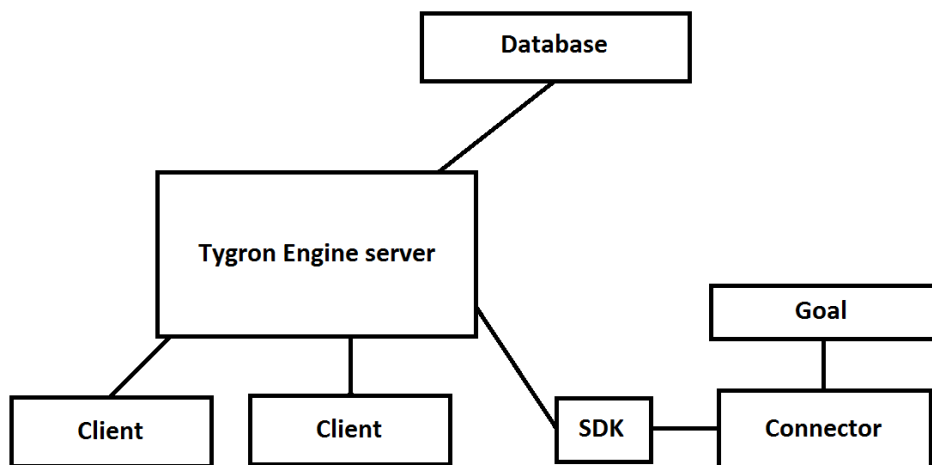 Database
Tygron Engine server
Goal
Client
Client
SDK
Connector